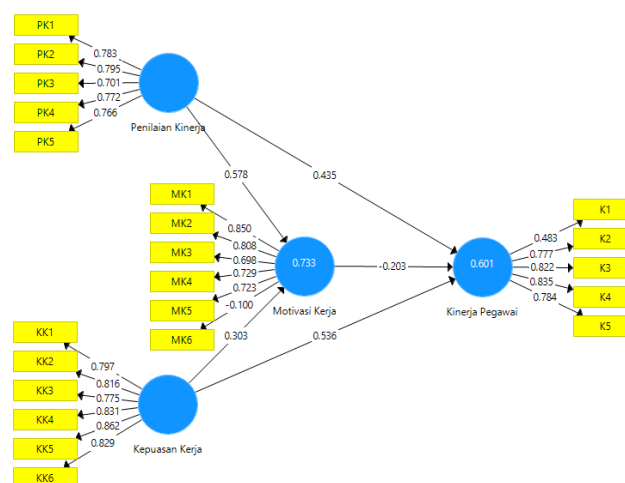 PK1
PK2
PK3
PK4
PK5
0.783
0.795
0.701
0.772
0.766
Penilaian Kinerja
0.578
0.435
MK1
MK2
MK3
MK4
MK5
MK6
0.850
0.808
0.698
0.729
0.723
-0.100
0.733
Motivasi Kerja
-0.203
0.601
Kinerja Pegawai
0.483
0.777
0.822
0.835
0.784
K1
K2
K3
K4
K5
0.303
0.536
KK1
KK2
KK3
KK4
KK5
KK6
0.797
0.816
0.775
0.831
0.862
0.829
Kepuasan Kerja